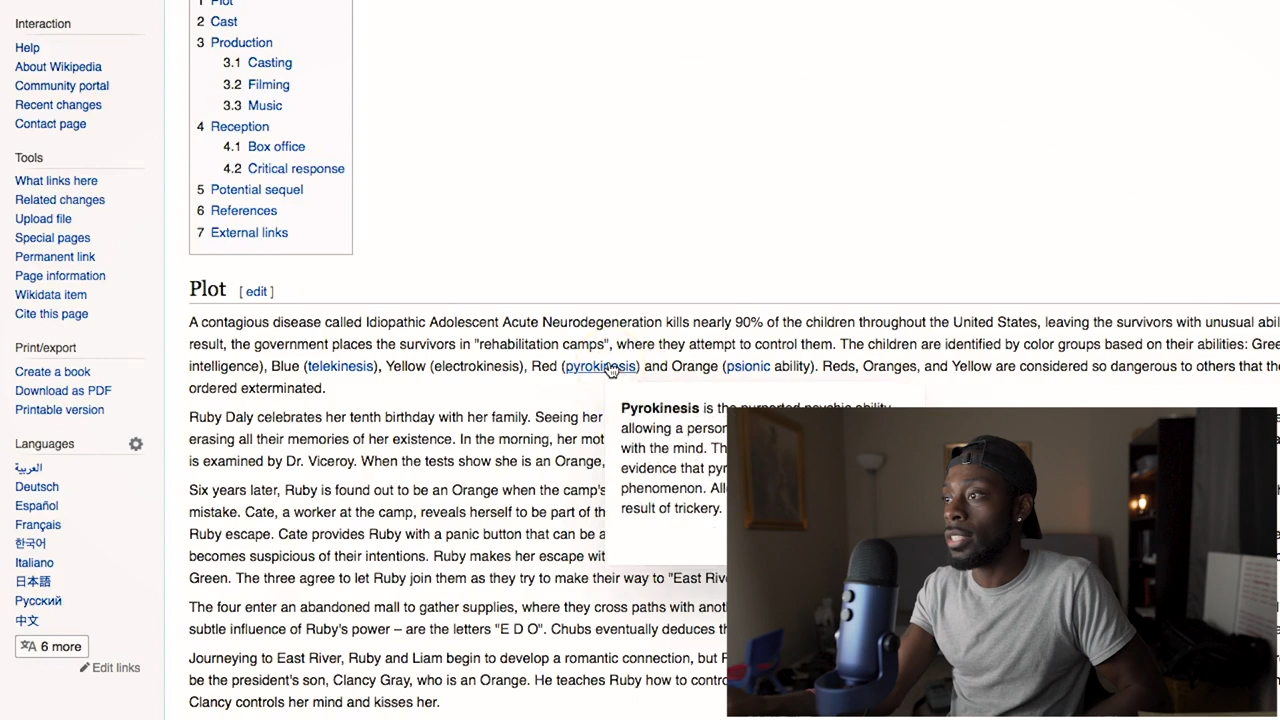 Interaction
Help
About Wikipedia
Community portal
Recent changes
Contact page
Tools
What links here
Related changes
Upload file
Special pages
Permanent link
Page information
Wikidata item
Cite this page
Print/export
Create a book
Download as PDF
Printable version
Languages
العربية
Deutsch
Español
Français
한국어
Italiano
日本語
Русский
中文
6 more
Edit links
1 Plot
2 Cast
3 Production
3.1 Casting
3.2 Filming
3.3 Music
4 Reception
4.1 Box office
4.2 Critical response
5 Potential sequel
6 References
7 External links
Plot [ edit ]
A contagious disease called Idiopathic Adolescent Acute Neurodegeneration kills nearly 90% of the children throughout the United States, leaving the survivors with unusual abil
result, the government places the survivors in "rehabilitation camps", where they attempt to control them. The children are identified by color groups based on their abilities: Gree
intelligence), Blue (telekinesis), Yellow (electrokinesis), Red (pyrokinesis) and Orange (psionic ability). Reds, Oranges, and Yellow are considered so dangerous to others that the
ordered exterminated.
Ruby Daly celebrates her tenth birthday with her family. Seeing her
erasing all their memories of her existence. In the morning, her mot
is examined by Dr. Viceroy. When the tests show she is an Orange,
Six years later, Ruby is found out to be an Orange when the camp's
mistake. Cate, a worker at the camp, reveals herself to be part of th
Ruby escape. Cate provides Ruby with a panic button that can be a
becomes suspicious of their intentions. Ruby makes her escape wit
Green. The three agree to let Ruby join them as they try to make their way to "East Rive
The four enter an abandoned mall to gather supplies, where they cross paths with anot
subtle influence of Ruby's power – are the letters "E D O". Chubs eventually deduces th
Journeying to East River, Ruby and Liam begin to develop a romantic connection, but
be the president's son, Clancy Gray, who is an Orange. He teaches Ruby how to contro
Clancy controls her mind and kisses her.
Pyrokinesis is the purported psychic ability
allowing a person
with the mind. Th
evidence that pyr
phenomenon. All
result of trickery.